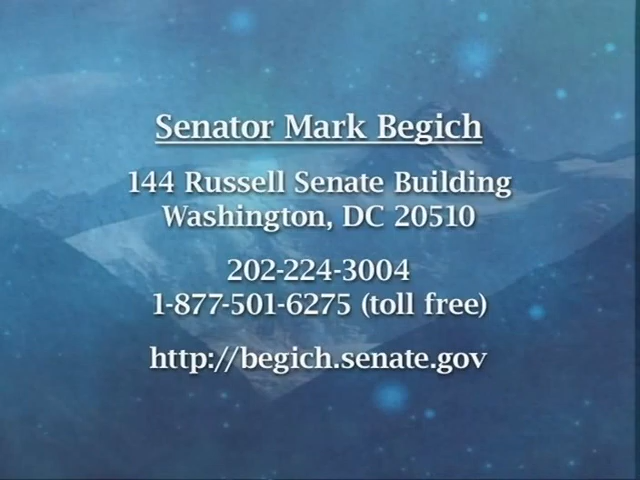 Senator Mark Begich
144 Russell Senate Building
Washington, DC 20510
202-224-3004
1-877-501-6275 (toll free)
http://begich.senate.gov